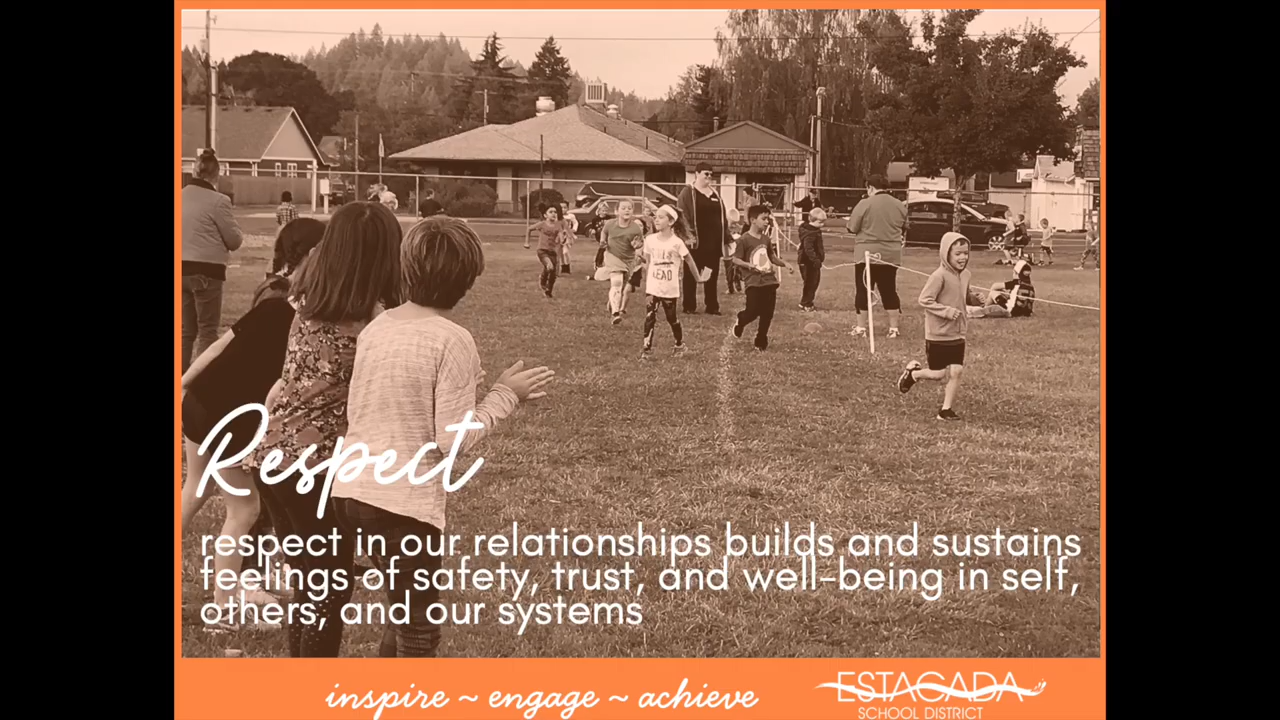 Respect
respect in our relationships builds and sustains
feelings of safety, trust, and well-being in self,
others, and our systems
inspire ~ engage ~ achieve
ESTACADA
SCHOOL DISTRICT